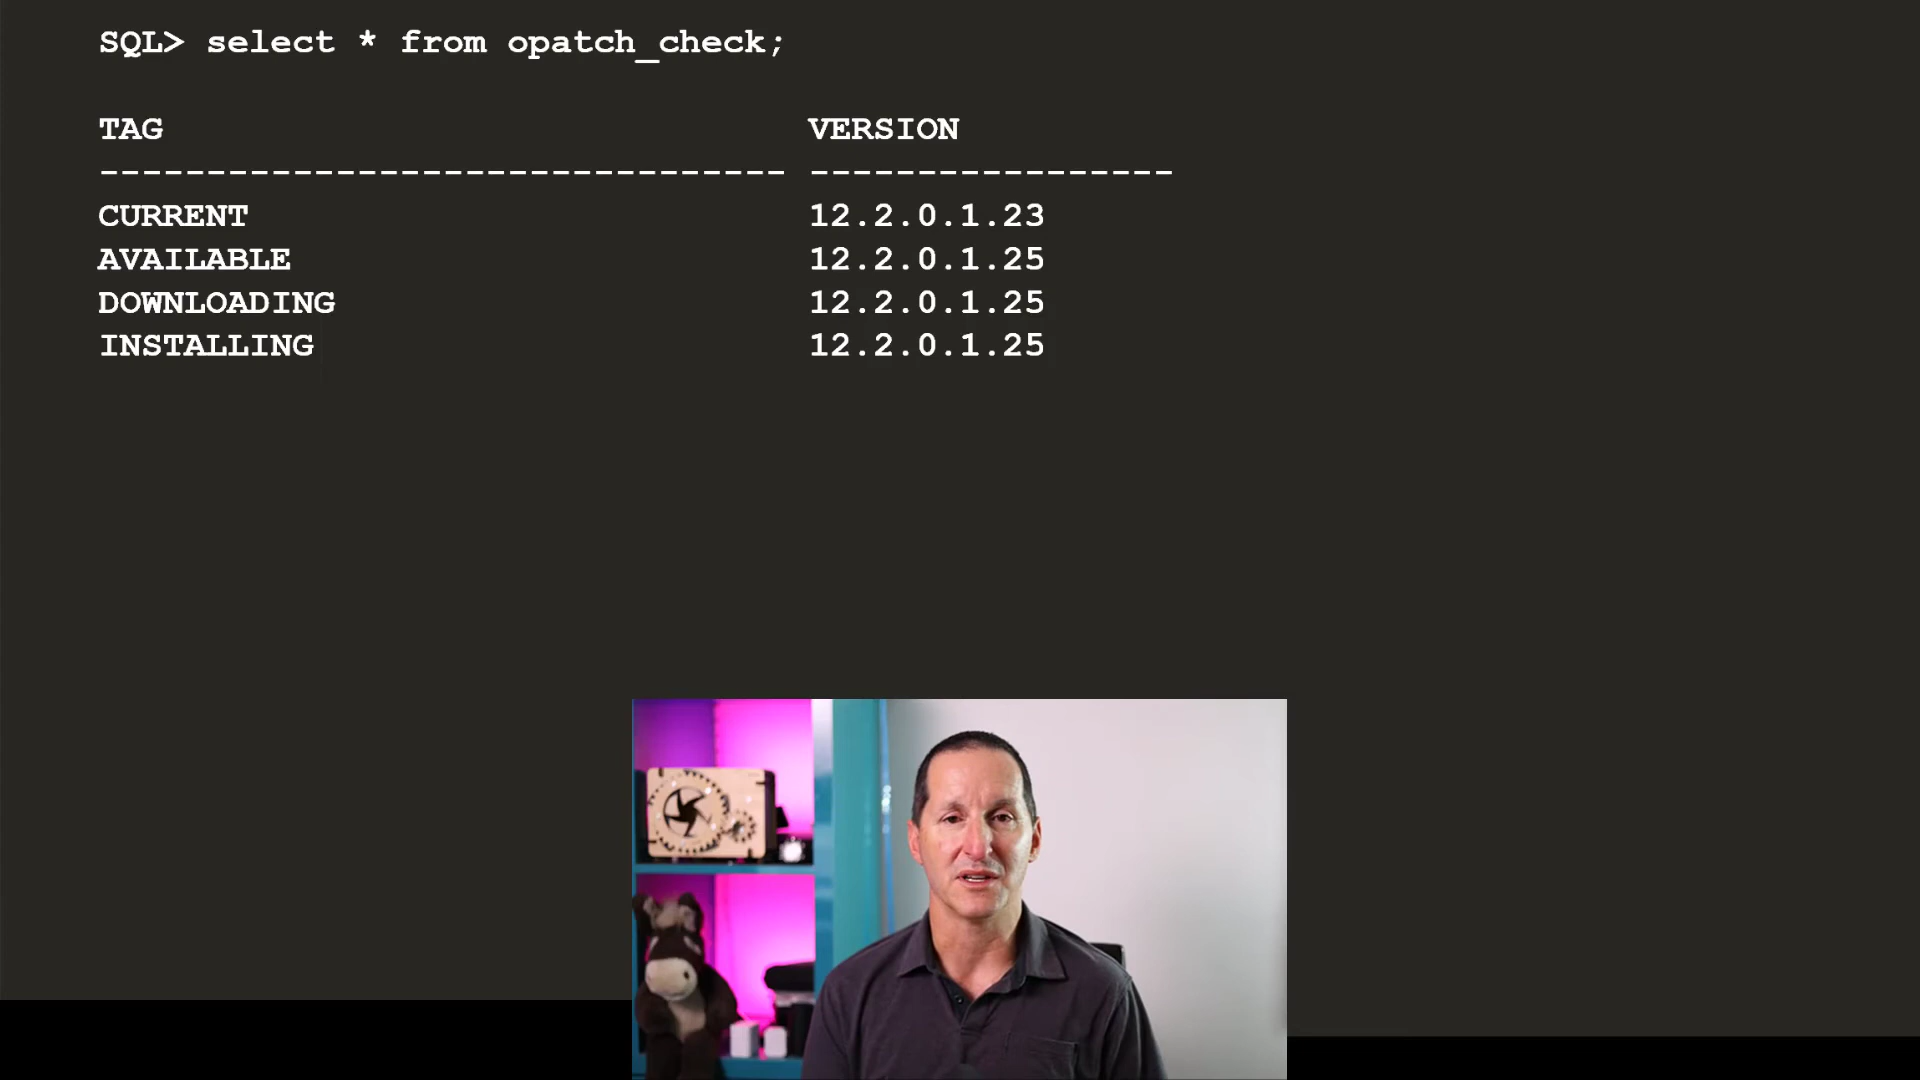 SQL> select * from opatch_check;
TAG VERSION
-------------------------------- -----------------
CURRENT 12.2.0.1.23
AVAILABLE 12.2.0.1.25
DOWNLOADING 12.2.0.1.25
INSTALLING 12.2.0.1.25